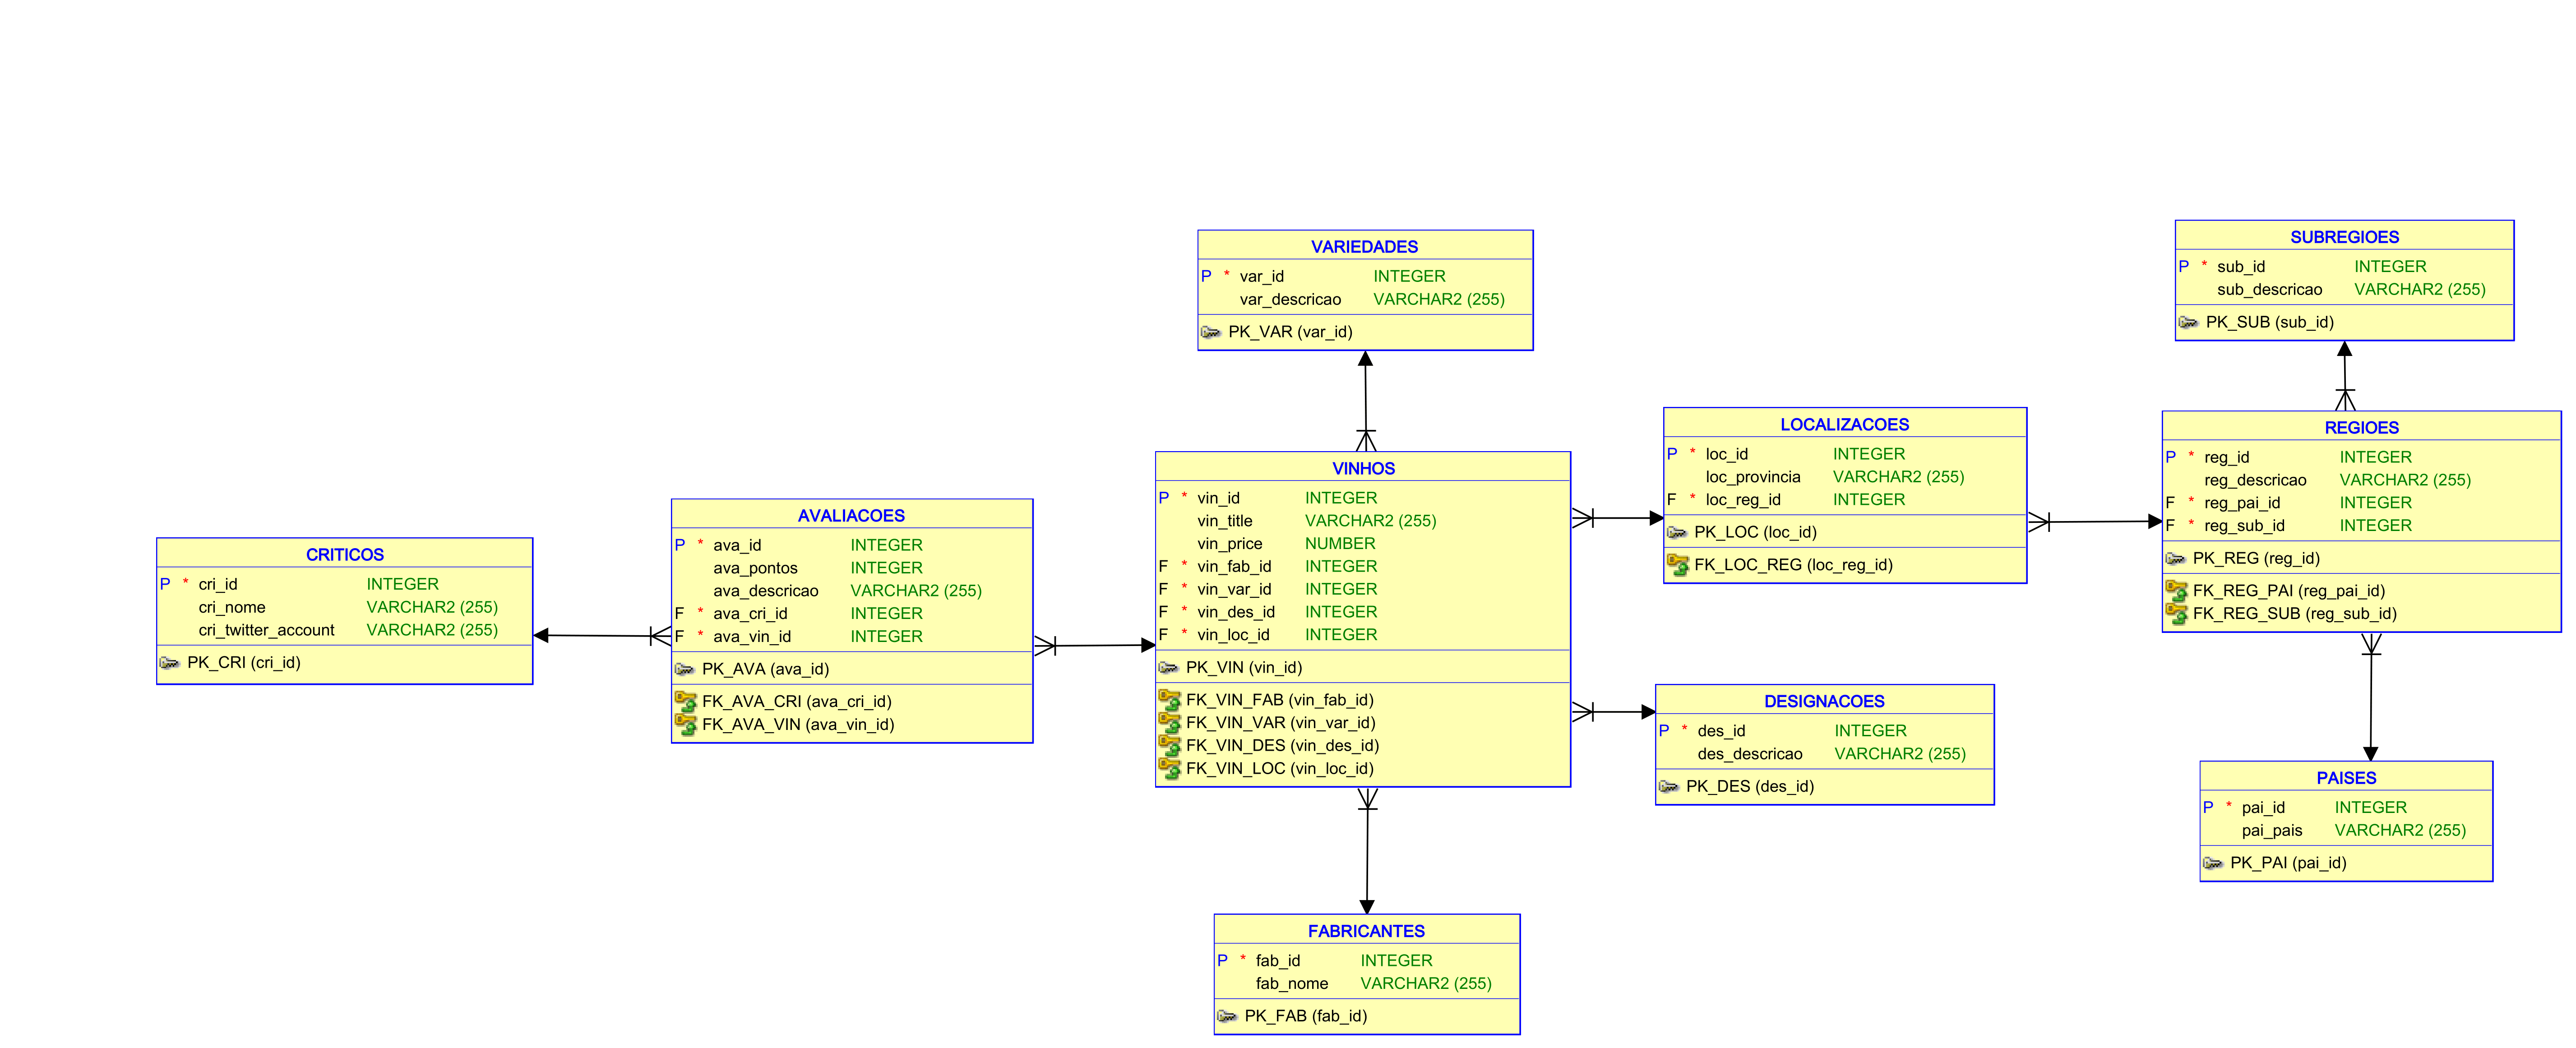 VARIEDADES
P * var_id INTEGER
var_descricao VARCHAR2 (255)
PK_VAR (var_id)
SUBREGIOES
P * sub_id INTEGER
sub_descricao VARCHAR2 (255)
PK_SUB (sub_id)
CRITICOS
P * cri_id INTEGER
cri_nome VARCHAR2 (255)
cri_twitter_account VARCHAR2 (255)
PK_CRI (cri_id)
AVALIACOES
P * ava_id INTEGER
ava_pontos INTEGER
ava_descricao VARCHAR2 (255)
F * ava_cri_id INTEGER
F * ava_vin_id INTEGER
PK_AVA (ava_id)
FK_AVA_CRI (ava_cri_id)
FK_AVA_VIN (ava_vin_id)
VINHOS
P * vin_id INTEGER
vin_title VARCHAR2 (255)
vin_price NUMBER
F * vin_fab_id INTEGER
F * vin_var_id INTEGER
F * vin_des_id INTEGER
F * vin_loc_id INTEGER
PK_VIN (vin_id)
FK_VIN_FAB (vin_fab_id)
FK_VIN_VAR (vin_var_id)
FK_VIN_DES (vin_des_id)
FK_VIN_LOC (vin_loc_id)
LOCALIZACOES
P * loc_id INTEGER
loc_provincia VARCHAR2 (255)
F * loc_reg_id INTEGER
PK_LOC (loc_id)
FK_LOC_REG (loc_reg_id)
REGIOES
P * reg_id INTEGER
reg_descricao VARCHAR2 (255)
F * reg_pai_id INTEGER
F * reg_sub_id INTEGER
PK_REG (reg_id)
FK_REG_PAI (reg_pai_id)
FK_REG_SUB (reg_sub_id)
DESIGNACOES
P * des_id INTEGER
des_descricao VARCHAR2 (255)
PK_DES (des_id)
PAISES
P * pai_id INTEGER
pai_pais VARCHAR2 (255)
PK_PAI (pai_id)
FABRICANTES
P * fab_id INTEGER
fab_nome VARCHAR2 (255)
PK_FAB (fab_id)